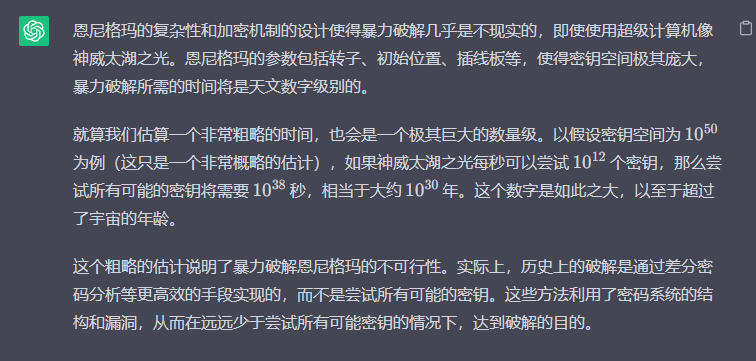 恩尼格玛的复杂性和加密机制的设计使得暴力破解几乎是不现实的，即使使用超级计算机像
神威太湖之光。恩尼格玛的参数包括转子、初始位置、插线板等，使得密钥空间极其庞大，
暴力破解所需的时间将是天文数字级别的。
就算我们估算一个非常粗略的时间，也会是一个极其巨大的数量级。以假设密钥空间为 10⁵⁰
为例（这只是一个非常概略的估计），如果神威太湖之光每秒可以尝试 10¹² 个密钥，那么尝
试所有可能的密钥将需要 10³⁸ 秒，相当于大约 10³⁰ 年。这个数字是如此之大，以至于超过
了宇宙的年龄。
这个粗略的估计说明了暴力破解恩尼格玛的不可行性。实际上，历史上的破解是通过差分密
码分析等更高效的手段实现的，而不是尝试所有可能的密钥。这些方法利用了密码系统的结
构和漏洞，从而在远远少于尝试所有可能密钥的情况下，达到破解的目的。